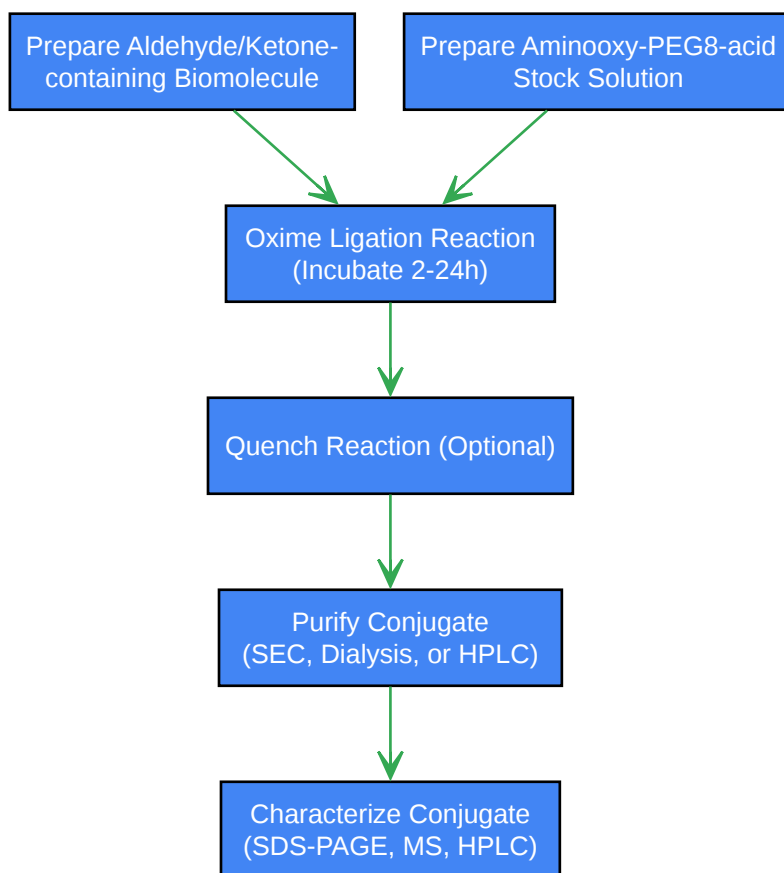 Prepare Aldehyde/Ketone-
containing Biomolecule
Prepare Aminooxy-PEG8-acid
Stock Solution
Oxime Ligation Reaction
(Incubate 2-24h)
Quench Reaction (Optional)
Purify Conjugate
(SEC, Dialysis, or HPLC)
Characterize Conjugate
(SDS-PAGE, MS, HPLC)